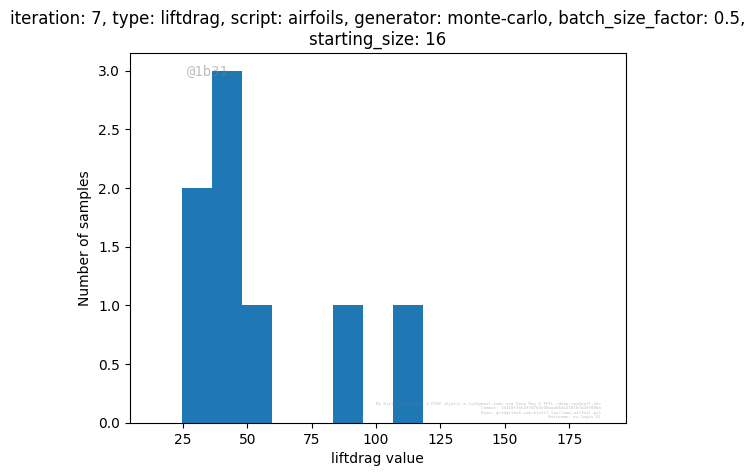 iteration: 7, type: liftdrag, script: airfoils, generator: monte-carlo, batch_size_factor: 0.5,
starting_size: 16
@1b31
3.0
2.5
2.0
1.5
1.0
0.5
0.0
Number of samples
25 50 75 100 125 150 175
liftdrag value